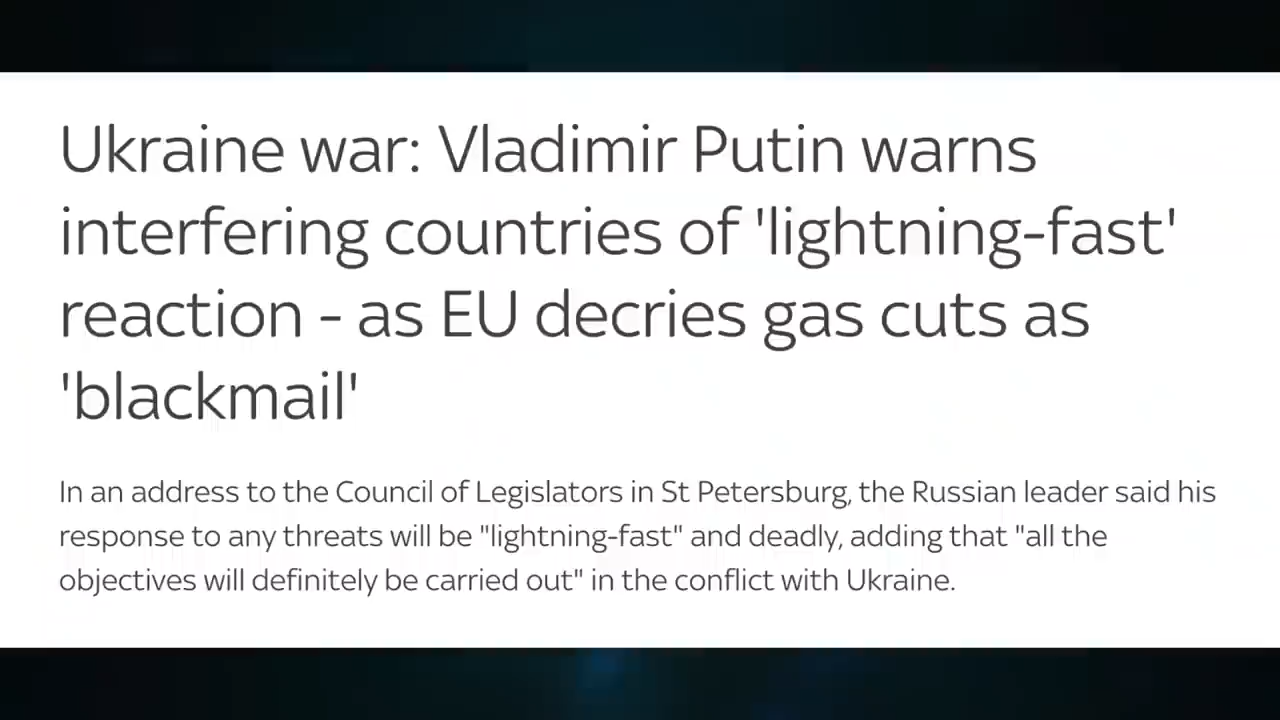 Ukraine war: Vladimir Putin warns
interfering countries of 'lightning-fast'
reaction - as EU decries gas cuts as
'blackmail'
In an address to the Council of Legislators in St Petersburg, the Russian leader said his
response to any threats will be "lightning-fast" and deadly, adding that "all the
objectives will definitely be carried out" in the conflict with Ukraine.